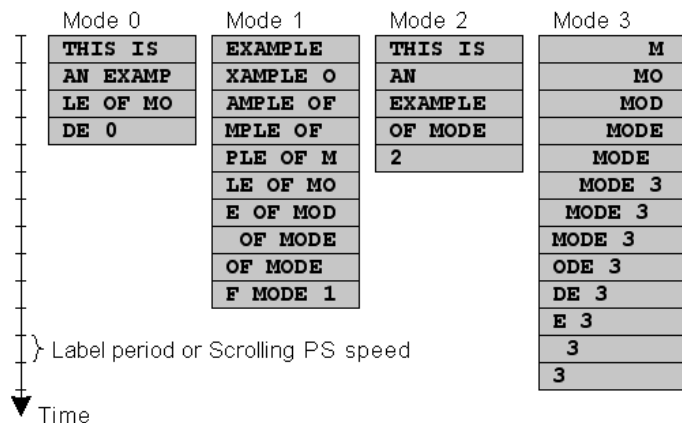 Mode 0
THIS IS
AN EXAMP
LE OF MO
DE 0
Mode 1
EXAMPLE
XAMPLE O
AMPLE OF
MPLE OF
PLE OF M
LE OF MO
E OF MOD
OF MODE
OF MODE
F MODE 1
Mode 2
THIS IS
AN
EXAMPLE
OF MODE
2
Mode 3
M
MO
MOD
MODE
MODE
MODE 3
MODE 3
MODE 3
ODE 3
DE 3
E 3
3
3
} Label period or Scrolling PS speed
Time